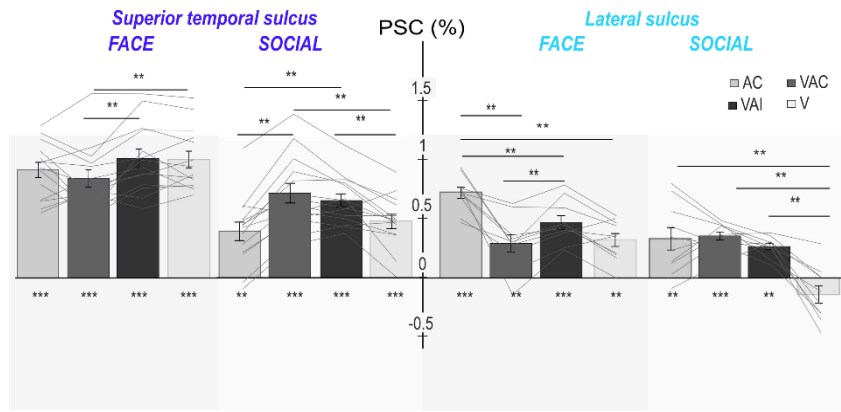 Superior temporal sulcus
Lateral sulcus
FACE
SOCIAL
PSC (%)
FACE
SOCIAL
AC
VAC
VAI
V
1.5
1
0.5
0
-0.5
** ** ** ** ** ** ** ** ** ** ** ** ** **
*** *** *** *** ** *** *** *** *** ** *** ** ** *** **